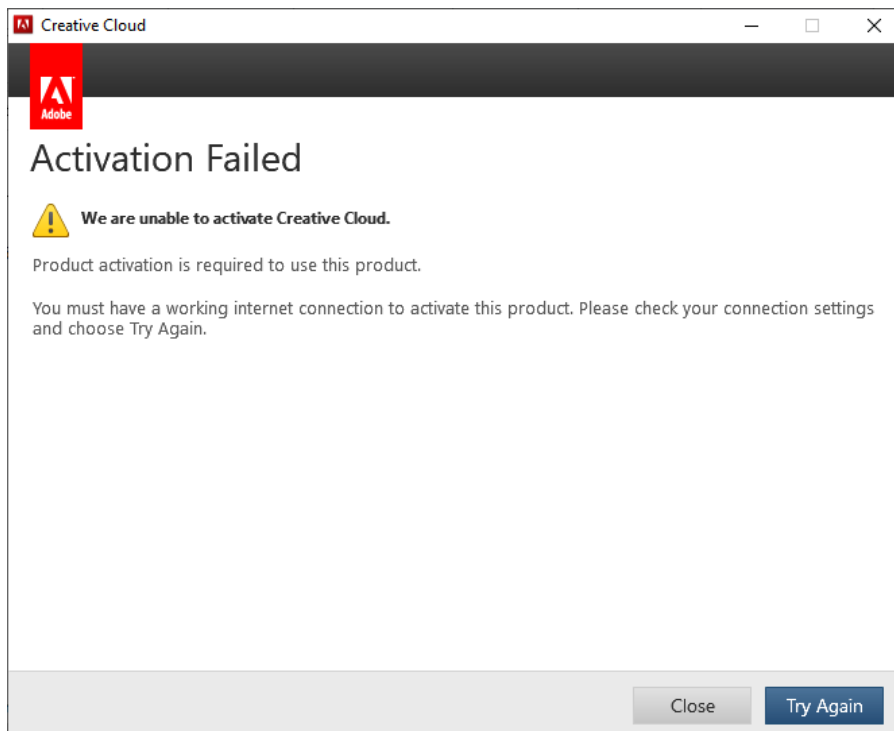 Creative Cloud
Adobe
Activation Failed
We are unable to activate Creative Cloud.
Product activation is required to use this product.
You must have a working internet connection to activate this product. Please check your connection settings
and choose Try Again.
Close
Try Again